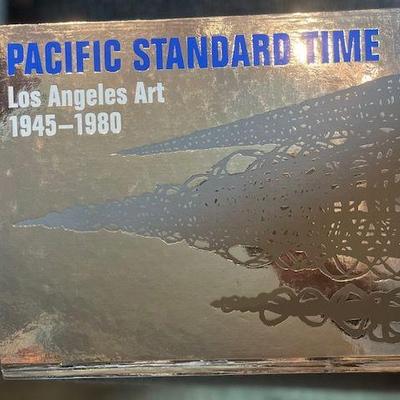 PACIFIC STANDARD TIME
Los Angeles Art
1945–1980